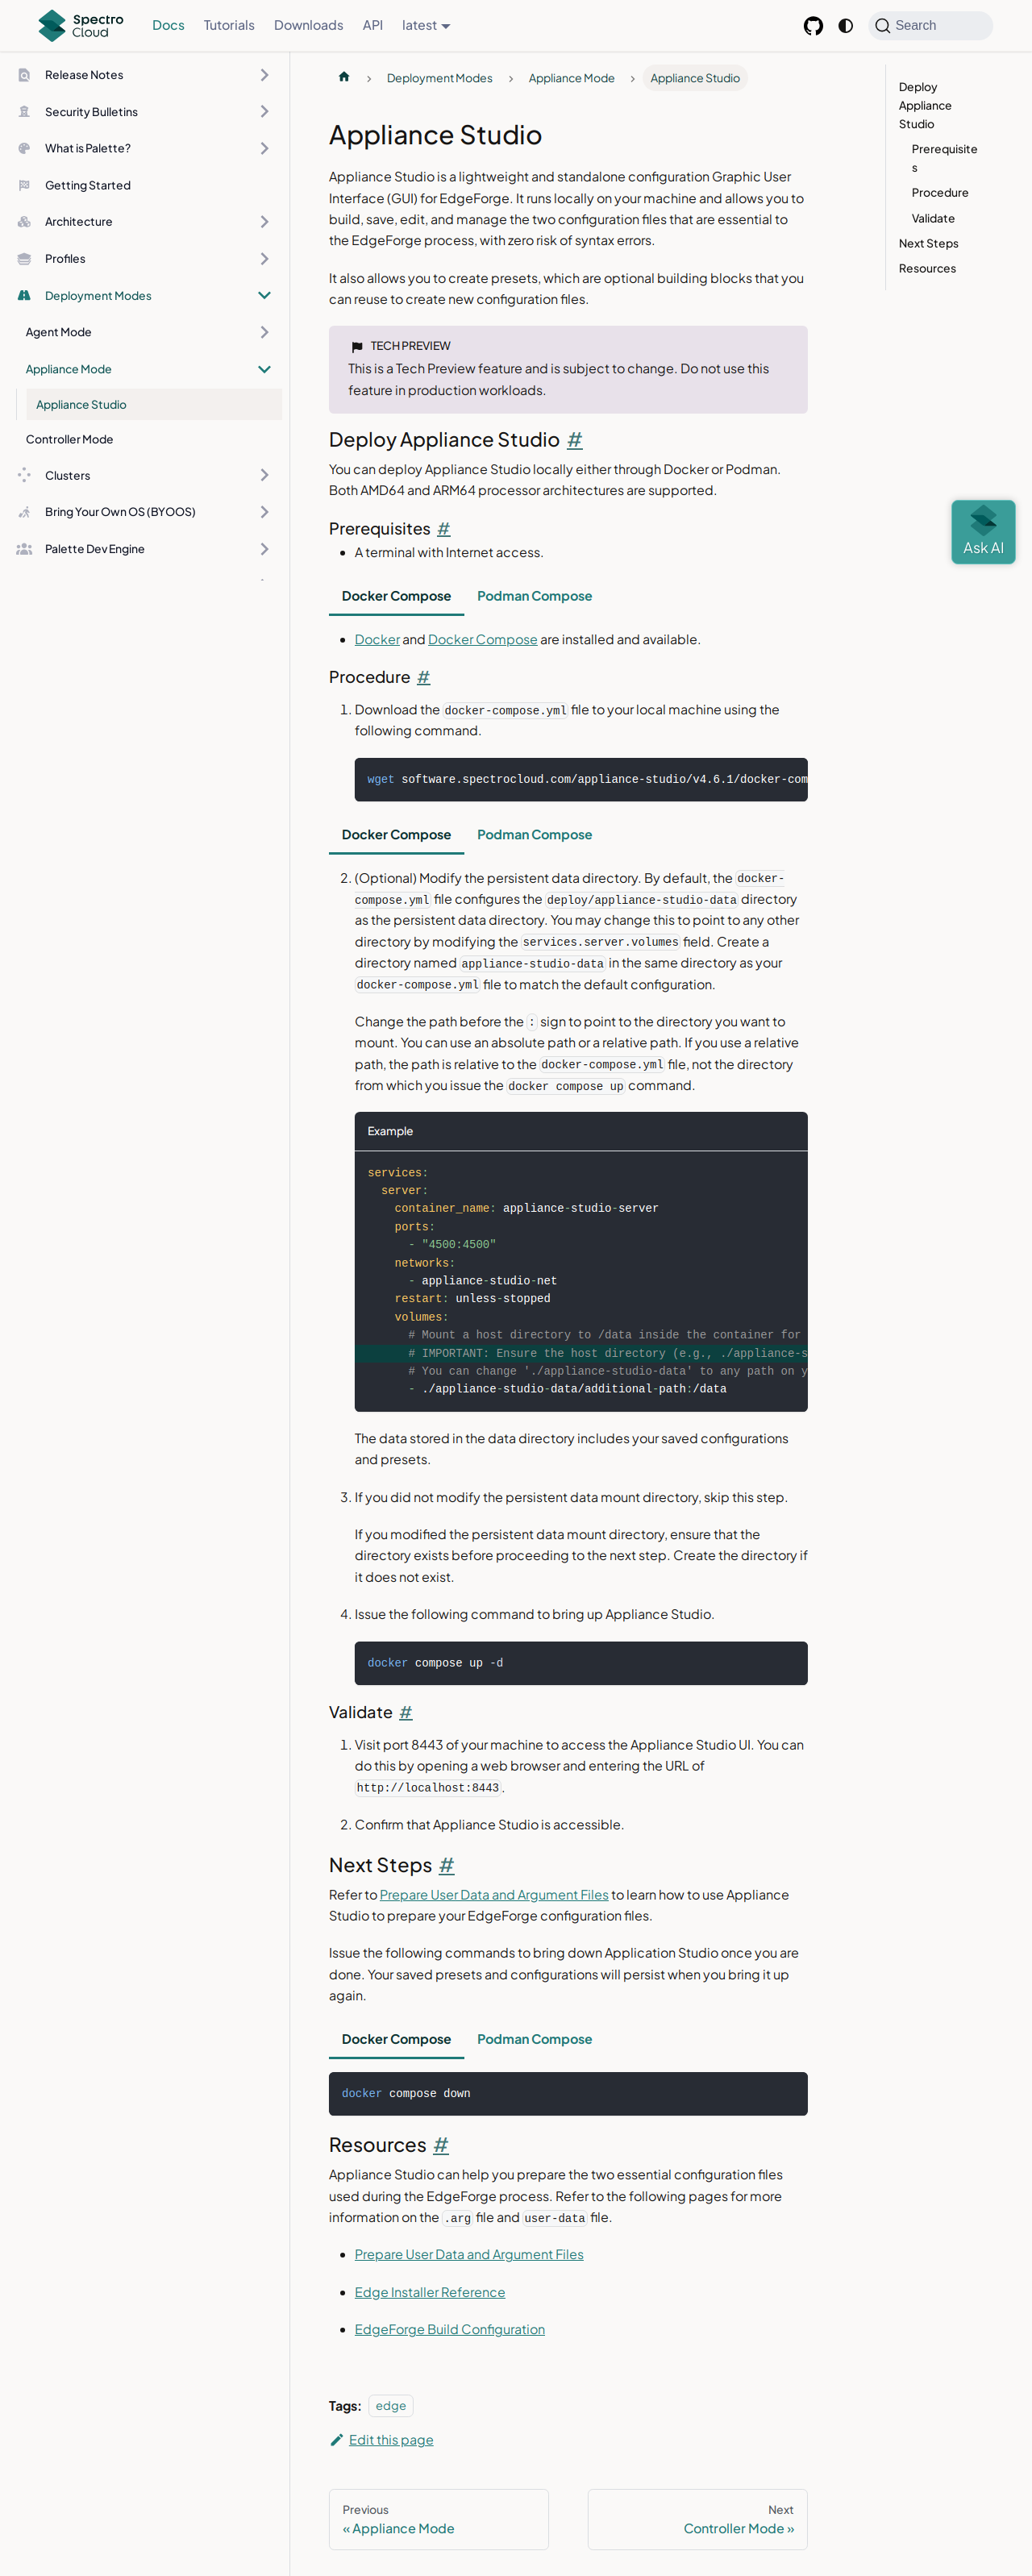 Spectro Cloud
Docs
Tutorials
Downloads
API
latest
Search
Release Notes
Security Bulletins
What is Palette?
Getting Started
Architecture
Profiles
Deployment Modes
Agent Mode
Appliance Mode
Appliance Studio
Controller Mode
Clusters
Bring Your Own OS (BYOOS)
Palette Dev Engine
Deployment Modes
Appliance Mode
Appliance Studio
Appliance Studio
Appliance Studio is a lightweight and standalone configuration Graphic User
Interface (GUI) for EdgeForge. It runs locally on your machine and allows you to
build, save, edit, and manage the two configuration files that are essential to
the EdgeForge process, with zero risk of syntax errors.
It also allows you to create presets, which are optional building blocks that you
can reuse to create new configuration files.
TECH PREVIEW
This is a Tech Preview feature and is subject to change. Do not use this
feature in production workloads.
Deploy Appliance Studio #
You can deploy Appliance Studio locally either through Docker or Podman.
Both AMD64 and ARM64 processor architectures are supported.
Prerequisites #
• A terminal with Internet access.
Docker Compose
Podman Compose
• Docker and Docker Compose are installed and available.
Procedure #
1. Download the docker-compose.yml file to your local machine using the
following command.
wget software.spectrocloud.com/appliance-studio/v4.6.1/docker-com
Docker Compose
Podman Compose
2. (Optional) Modify the persistent data directory. By default, the docker-
compose.yml file configures the deploy/appliance-studio-data directory
as the persistent data directory. You may change this to point to any other
directory by modifying the services.server.volumes field. Create a
directory named appliance-studio-data in the same directory as your
docker-compose.yml file to match the default configuration.
Change the path before the : sign to point to the directory you want to
mount. You can use an absolute path or a relative path. If you use a relative
path, the path is relative to the docker-compose.yml file, not the directory
from which you issue the docker compose up command.
Example
services:
server:
container_name: appliance-studio-server
ports:
- "4500:4500"
networks:
- appliance-studio-net
restart: unless-stopped
volumes:
# Mount a host directory to /data inside the container for
# IMPORTANT: Ensure the host directory (e.g., ./appliance-s
# You can change './appliance-studio-data' to any path on y
- ./appliance-studio-data/additional-path:/data
The data stored in the data directory includes your saved configurations
and presets.
3. If you did not modify the persistent data mount directory, skip this step.
If you modified the persistent data mount directory, ensure that the
directory exists before proceeding to the next step. Create the directory if
it does not exist.
4. Issue the following command to bring up Appliance Studio.
docker compose up -d
Validate #
1. Visit port 8443 of your machine to access the Appliance Studio UI. You can
do this by opening a web browser and entering the URL of
http://localhost:8443.
2. Confirm that Appliance Studio is accessible.
Next Steps #
Refer to Prepare User Data and Argument Files to learn how to use Appliance
Studio to prepare your EdgeForge configuration files.
Issue the following commands to bring down Application Studio once you are
done. Your saved presets and configurations will persist when you bring it up
again.
Docker Compose
Podman Compose
docker compose down
Resources #
Appliance Studio can help you prepare the two essential configuration files
used during the EdgeForge process. Refer to the following pages for more
information on the .arg file and user-data file.
• Prepare User Data and Argument Files
• Edge Installer Reference
• EdgeForge Build Configuration
Tags: edge
Edit this page
Previous
« Appliance Mode
Next
Controller Mode »
Deploy
Appliance
Studio
Prerequisite
s
Procedure
Validate
Next Steps
Resources
Ask AI